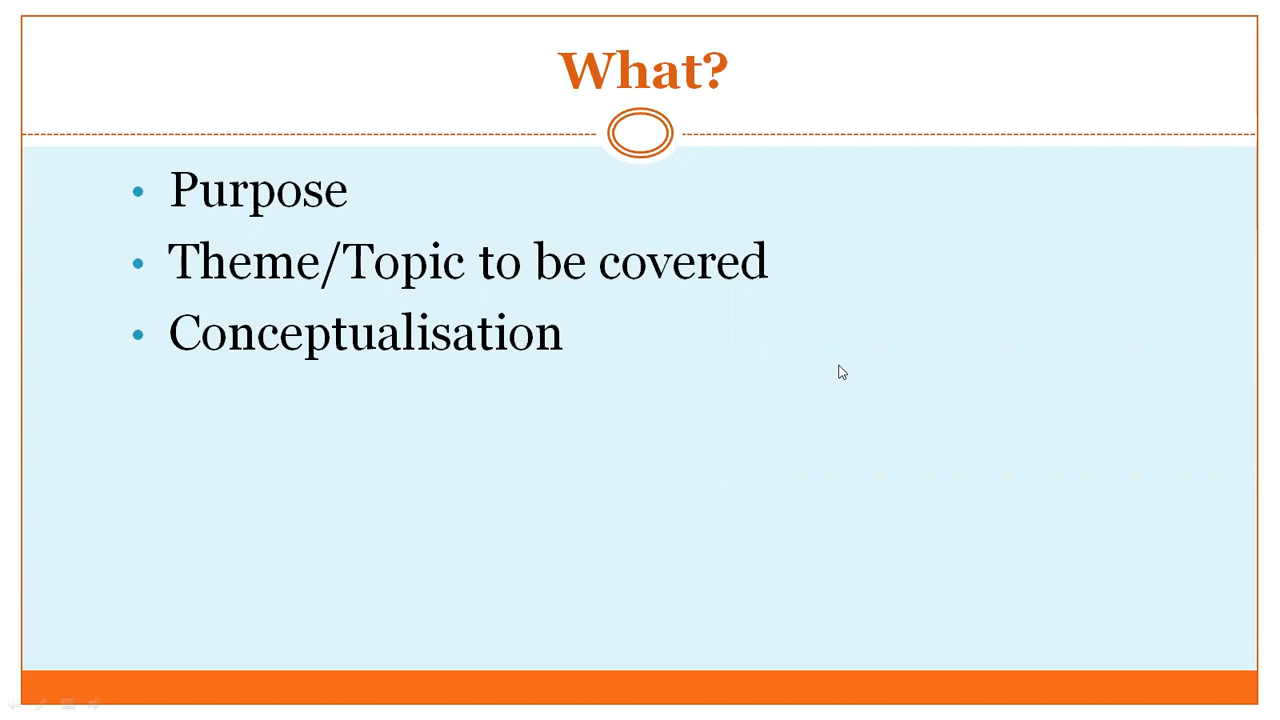 What?
• Purpose
• Theme/Topic to be covered
• Conceptualisation